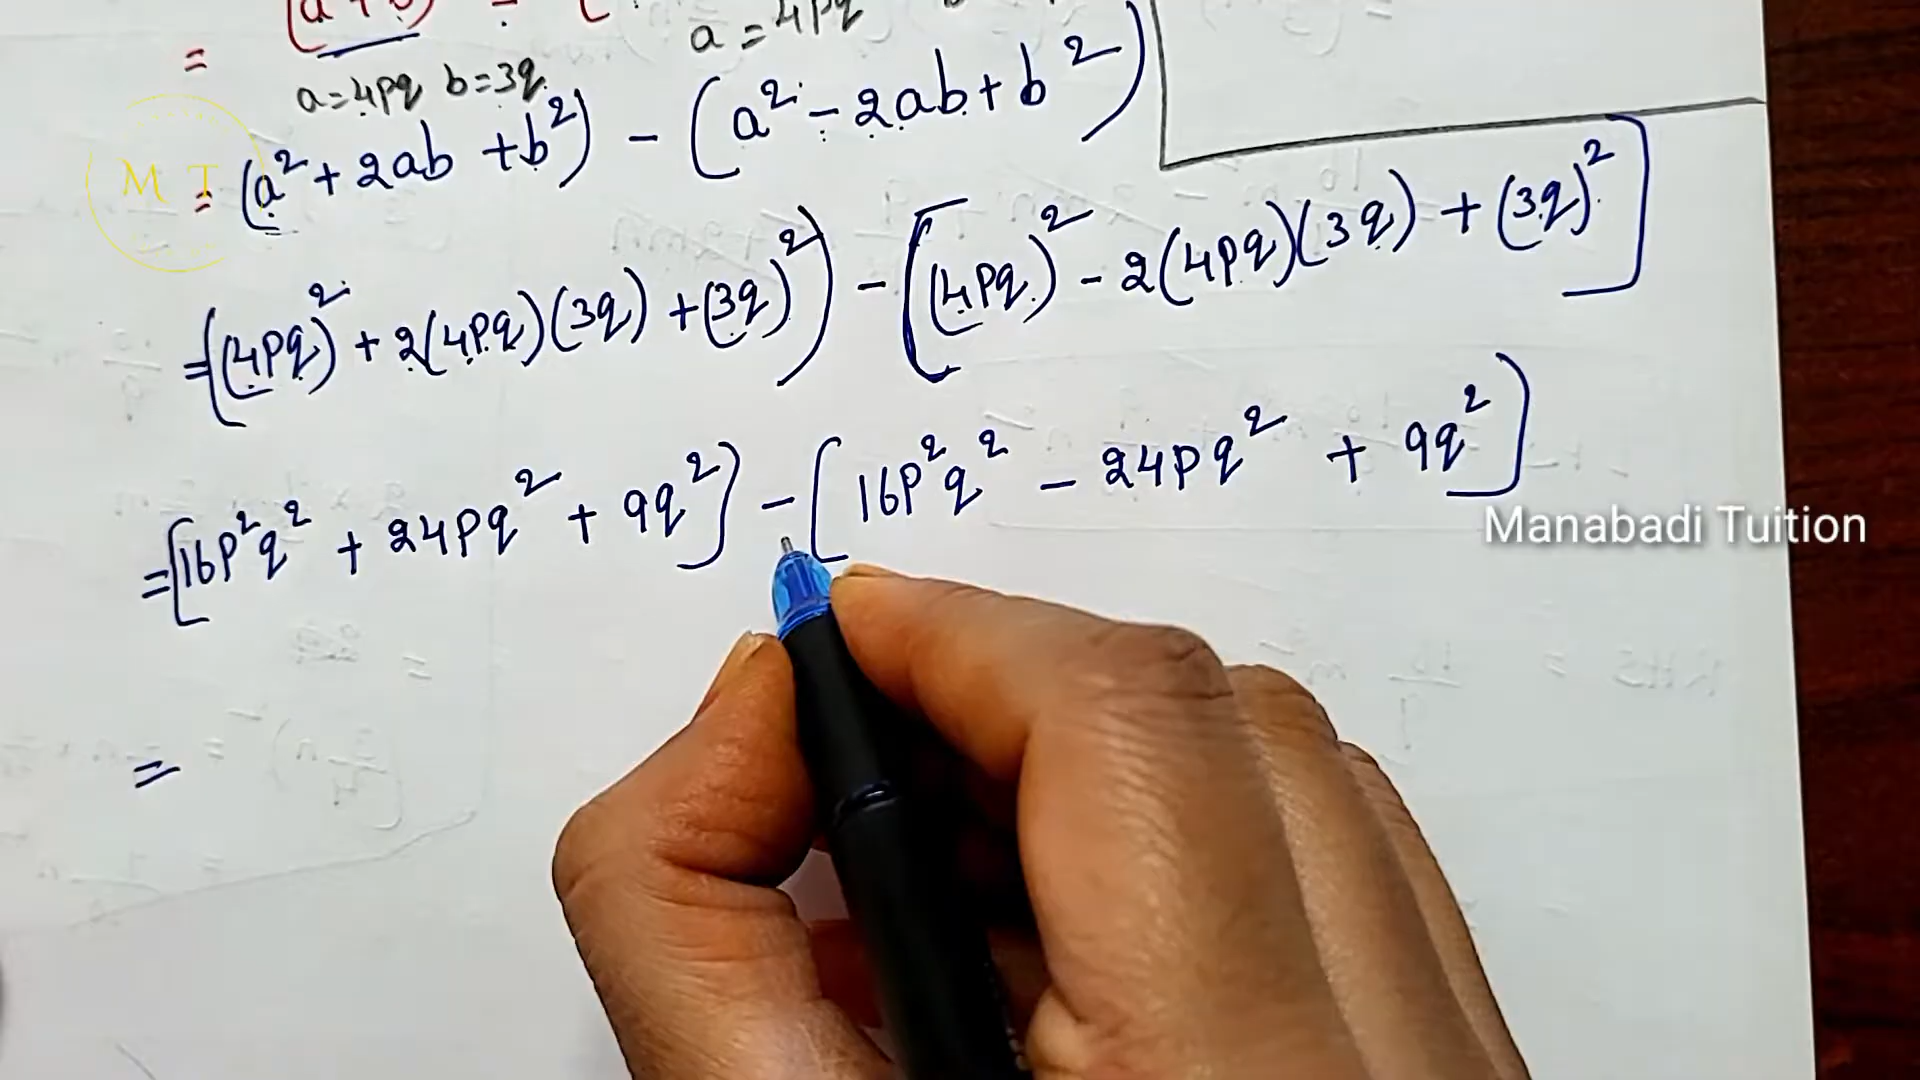 a = 4pq
=
a = 4pq b = 3q
= (a² + 2ab + b²) - (a² - 2ab + b²)
= ((4pq)² + 2(4pq)(3q) + (3q)²) - [(4pq)² - 2(4pq)(3q) + (3q)²]
= [16p²q² + 24pq² + 9q²] - [16p²q² - 24pq² + 9q²]
=
M T
Manabadi Tuition